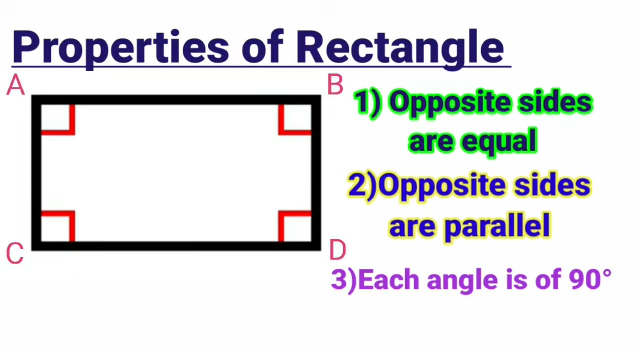 Properties of Rectangle
A
B
1) Opposite sides
are equal
2)Opposite sides
are parallel
C
D
3)Each angle is of 90°